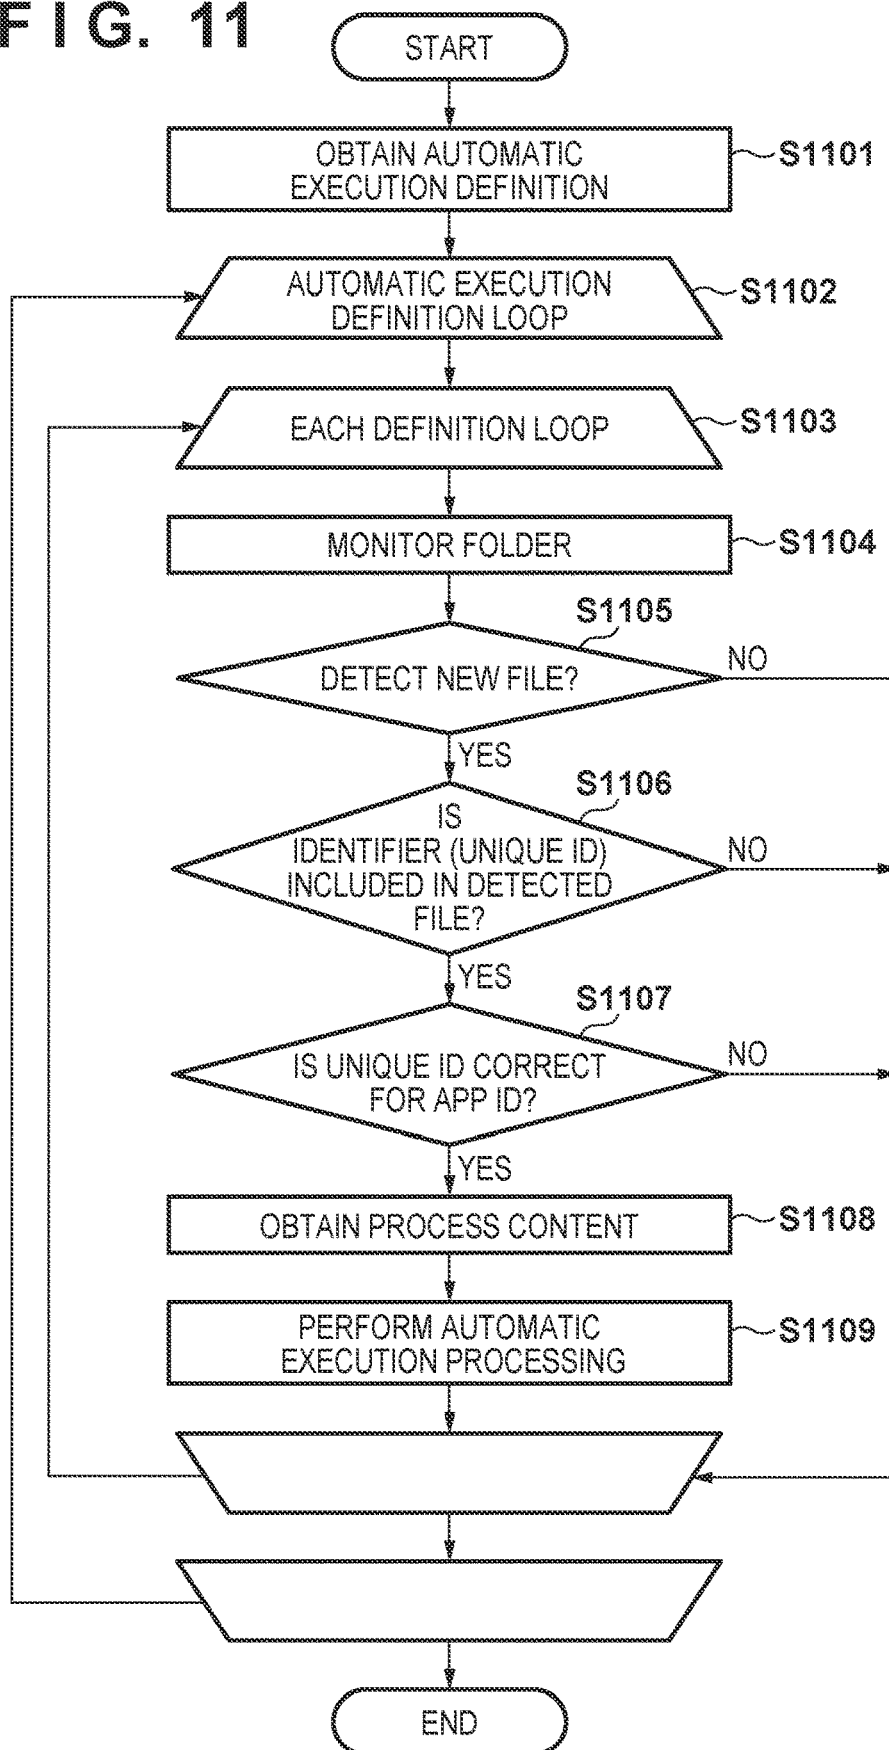 FIG. 11
START
OBTAIN AUTOMATIC
EXECUTION DEFINITION
S1101
AUTOMATIC EXECUTION
DEFINITION LOOP
S1102
EACH DEFINITION LOOP
S1103
MONITOR FOLDER
S1104
S1105
DETECT NEW FILE?
NO
YES
S1106
IS
IDENTIFIER (UNIQUE ID)
INCLUDED IN DETECTED
FILE?
NO
YES
S1107
IS UNIQUE ID CORRECT
FOR APP ID?
NO
YES
OBTAIN PROCESS CONTENT
S1108
PERFORM AUTOMATIC
EXECUTION PROCESSING
S1109
END